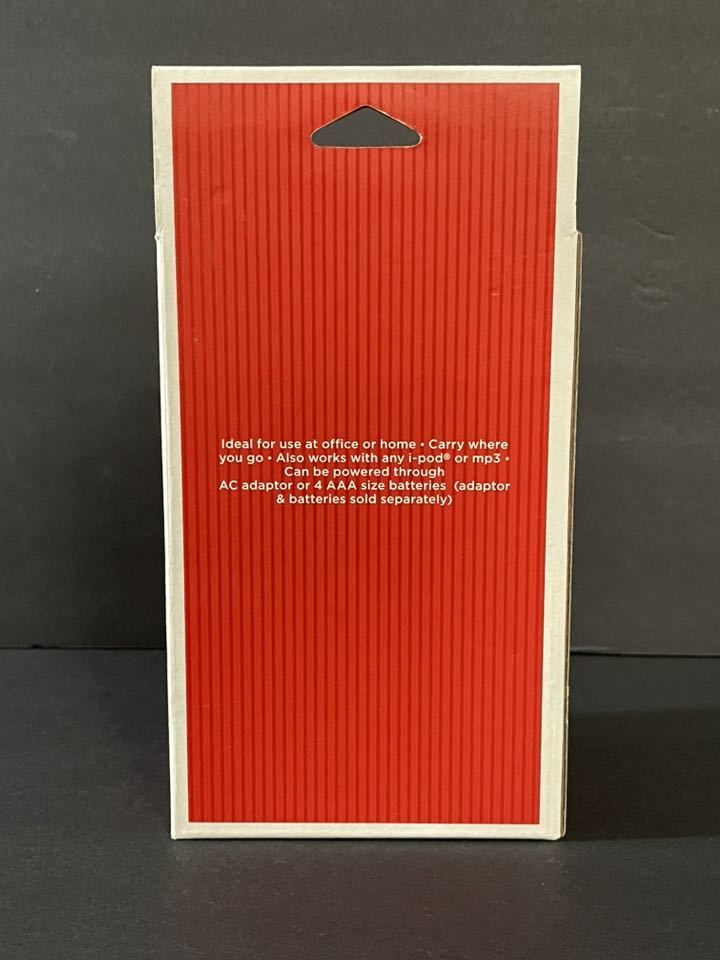 Ideal for use at office or home • Carry where
you go • Also works with any i-pod® or mp3 •
Can be powered through
AC adaptor or 4 AAA size batteries (adaptor
& batteries sold separately)